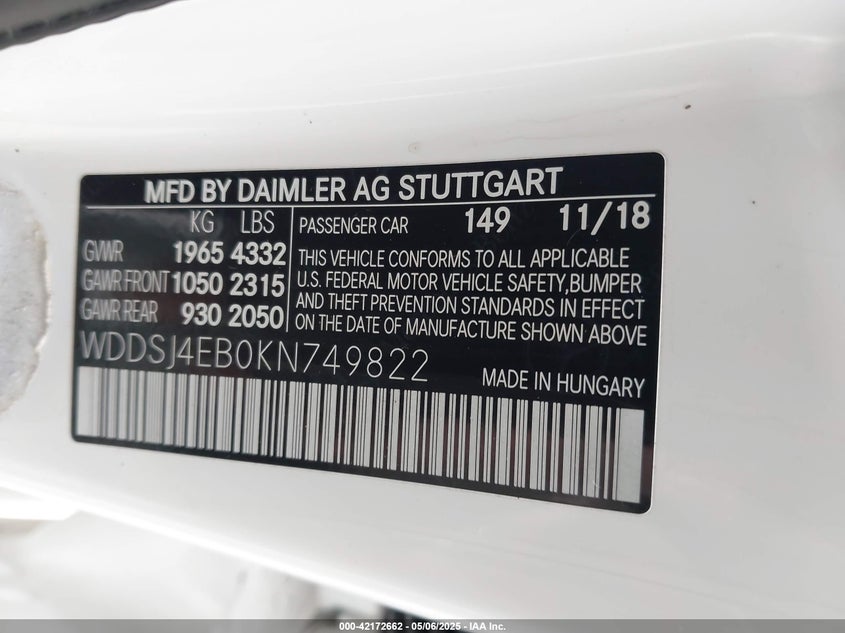 MFD BY DAIMLER AG STUTTGART
KG LBS
GVWR 1965 4332
GAWR FRONT 1050 2315
GAWR REAR 930 2050
PASSENGER CAR 149 11/18
THIS VEHICLE CONFORMS TO ALL APPLICABLE
U.S. FEDERAL MOTOR VEHICLE SAFETY,BUMPER
AND THEFT PREVENTION STANDARDS IN EFFECT
ON THE DATE OF MANUFACTURE SHOWN ABOVE
WDDSJ4EB0KN749822
MADE IN HUNGARY
000-42172662 - 05/06/2025 - IAA Inc.